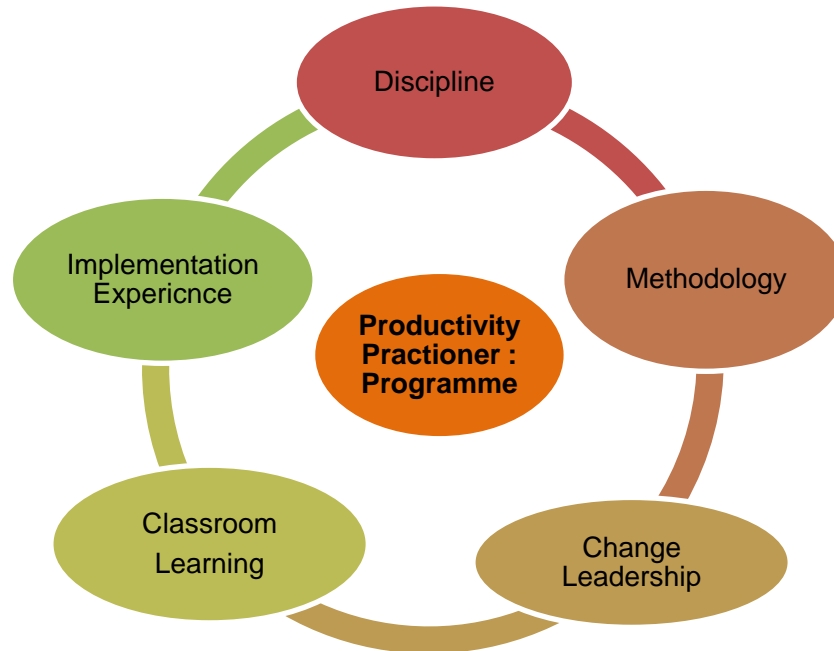 Discipline
Methodology
Change
Leadership
Classroom
Learning
Implementation
Expericnce
Productivity
Practioner :
Programme